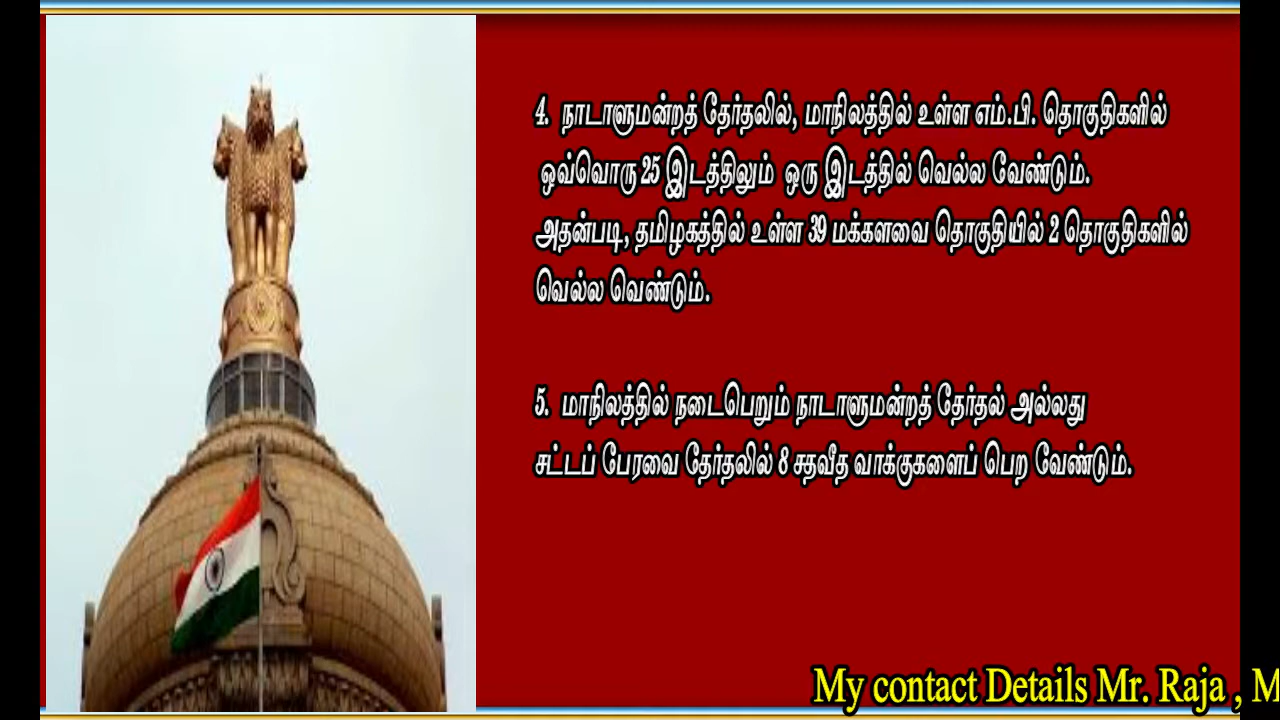 4. நாடாளுமன்றத் தேர்தலில், மாநிலத்தில் உள்ள எம்.பி. தொகுதிகளில்
ஒவ்வொரு 25 இடத்திலும் ஒரு இடத்தில் வெல்ல வேண்டும்.
அதன்படி, தமிழகத்தில் உள்ள 39 மக்களவை தொகுதியில் 2 தொகுதிகளில்
வெல்ல வெண்டும்.
5. மாநிலத்தில் நடைபெறும் நாடாளுமன்றத் தேர்தல் அல்லது
சட்டப் பேரவை தேர்தலில் 8 சதவீத வாக்குகளைப் பெற வேண்டும்.
My contact Details Mr. Raja , M